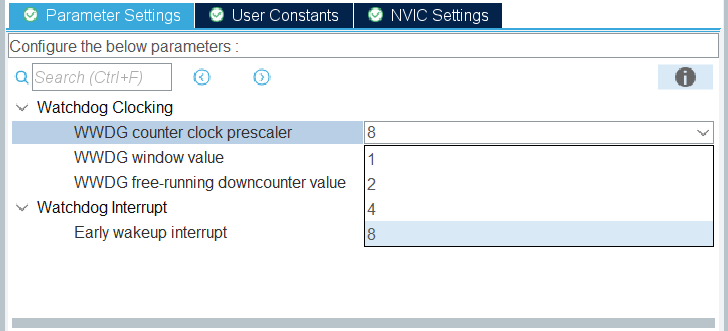 Parameter Settings User Constants NVIC Settings
Configure the below parameters :
Search (Ctrl+F)
Watchdog Clocking
WWDG counter clock prescaler 8
WWDG window value 1
WWDG free-running downcounter value 2
Watchdog Interrupt 4
Early wakeup interrupt 8